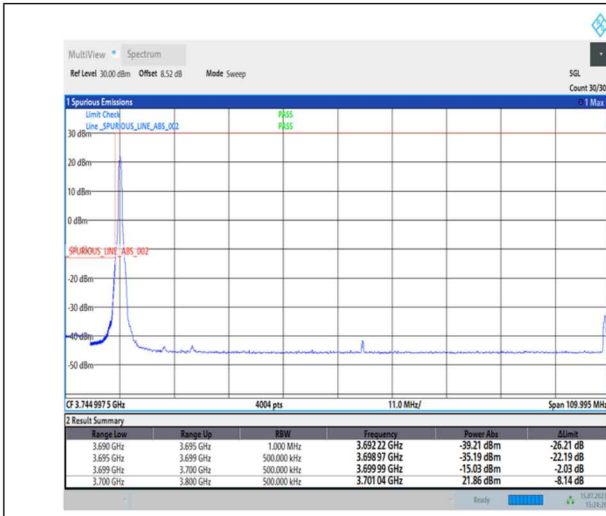 MultiView * Spectrum
Ref Level 30.00 dBm Offset 8.52 dB Mode Sweep SGL
Count 30/30
1 Spurious Emissions 1 Max
Limit Check PASS
Line _SPURIOUS_LINE_ABS_002 PASS
30 dBm
20 dBm
10 dBm
0 dBm
_SPURIOUS_LINE_ABS_002
-20 dBm
-30 dBm
-40 dBm
-50 dBm
CF 3.744 997 5 GHz 4004 pts 11.0 MHz/ Span 109.995 MHz
2 Result Summary
Range Low Range Up RBW Frequency Power Abs ΔLimit
3.690 GHz 3.695 GHz 1.000 MHz 3.692 22 GHz -39.21 dBm -26.21 dB
3.695 GHz 3.699 GHz 500.000 kHz 3.698 97 GHz -35.19 dBm -22.19 dB
3.699 GHz 3.700 GHz 500.000 kHz 3.699 99 GHz -15.03 dBm -2.03 dB
3.700 GHz 3.800 GHz 500.000 kHz 3.701 04 GHz 21.86 dBm -8.14 dB
Ready